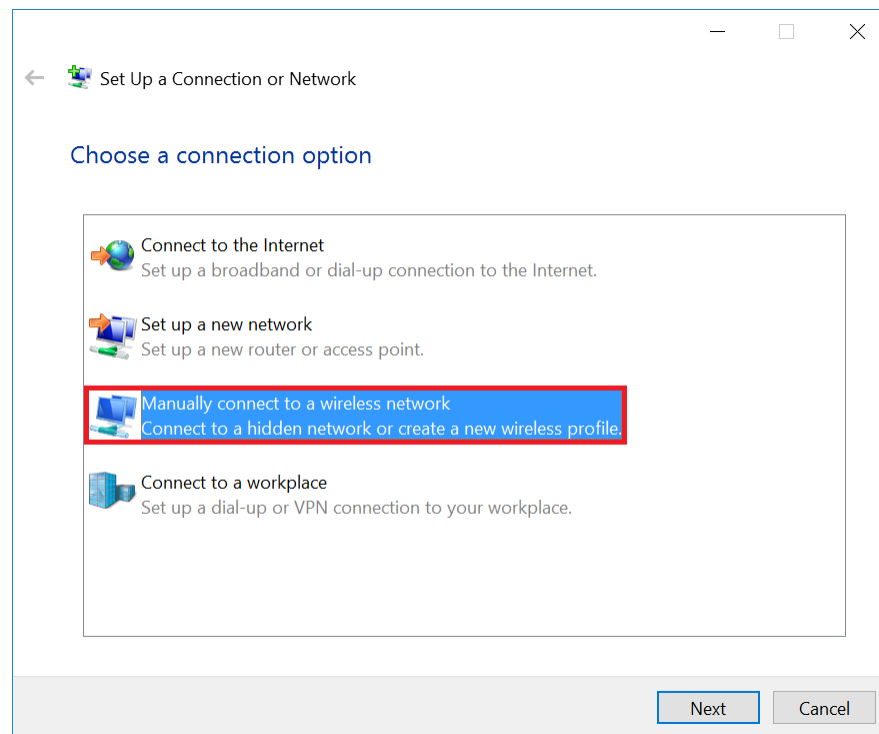 Set Up a Connection or Network
Choose a connection option
Connect to the Internet
Set up a broadband or dial-up connection to the Internet.
Set up a new network
Set up a new router or access point.
Manually connect to a wireless network
Connect to a hidden network or create a new wireless profile.
Connect to a workplace
Set up a dial-up or VPN connection to your workplace.
Next
Cancel